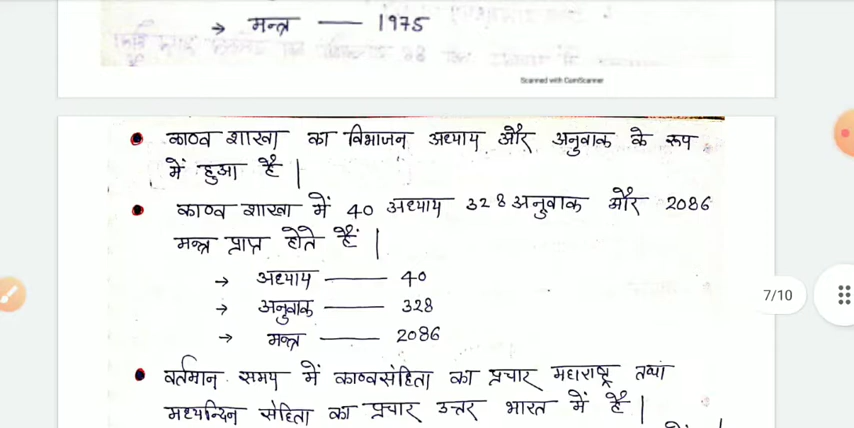 → मन्त्र — 1975
Scanned with CamScanner
• काण्व शाखा का विभाजन अध्याय और अनुवाक के रूप
में हुआ है |
• काण्व शाखा में 40 अध्याय 328 अनुवाक और 2086
मन्त्र प्राप्त होते हैं |
→ अध्याय — 40
→ अनुवाक — 328
7/10
→ मन्त्र — 2086
• वर्तमान समय में काण्वसंहिता का प्रचार महाराष्ट्र तथा
मध्यन्दिन संहिता का प्रचार उत्तर भारत में है |